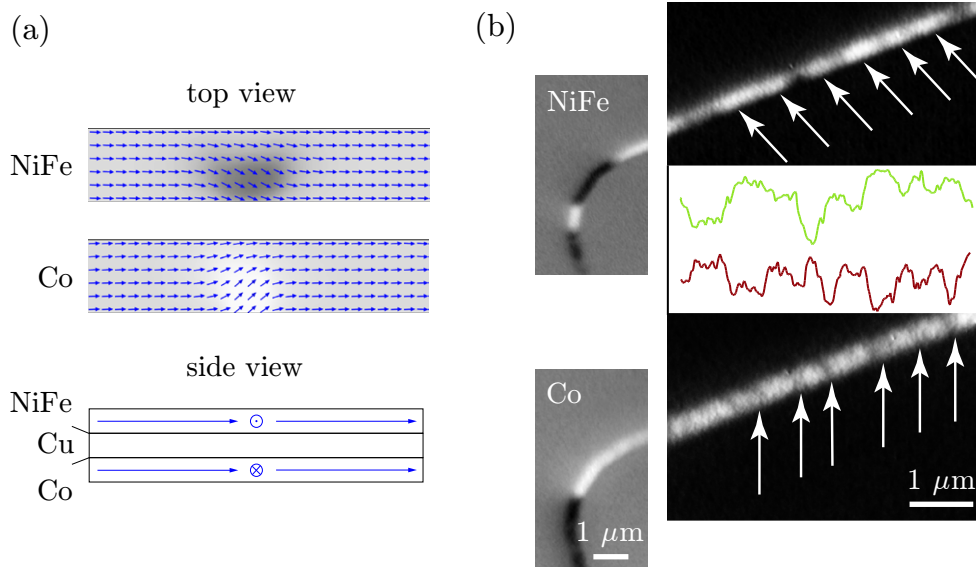 (a)
top view
NiFe
Co
side view
NiFe
Cu
Co
(b)
NiFe
Co
1 μm
1 μm